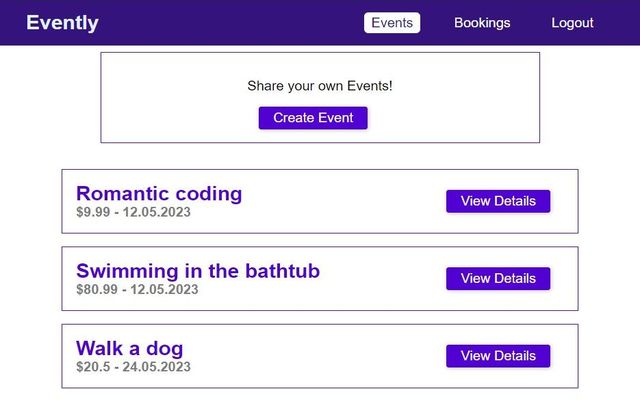 Evently
Events
Bookings
Logout
Share your own Events!
Create Event
Romantic coding
$9.99 - 12.05.2023
View Details
Swimming in the bathtub
$80.99 - 12.05.2023
View Details
Walk a dog
$20.5 - 24.05.2023
View Details